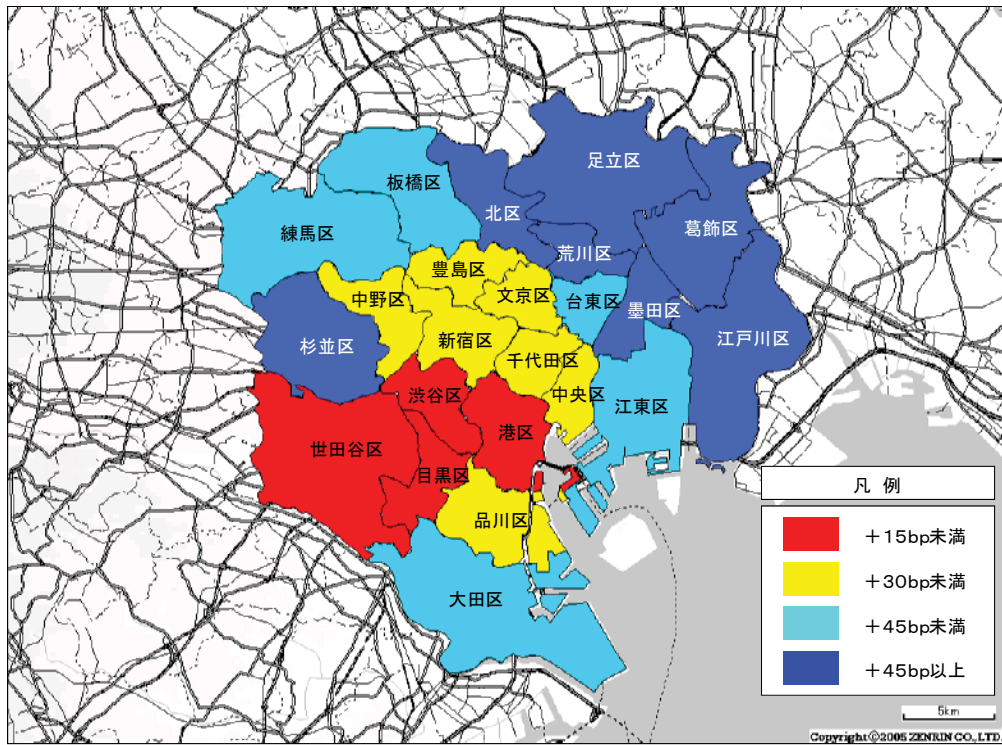 足立区
板橋区
北区
葛飾区
練馬区
荒川区
豊島区
文京区
台東区
中野区
墨田区
新宿区
江戸川区
杉並区
千代田区
渋谷区
中央区
江東区
港区
世田谷区
目黒区
品川区
大田区
凡 例
+15bp未満
+30bp未満
+45bp未満
+45bp以上
5km
Copyright©2005 ZENRIN CO., LTD